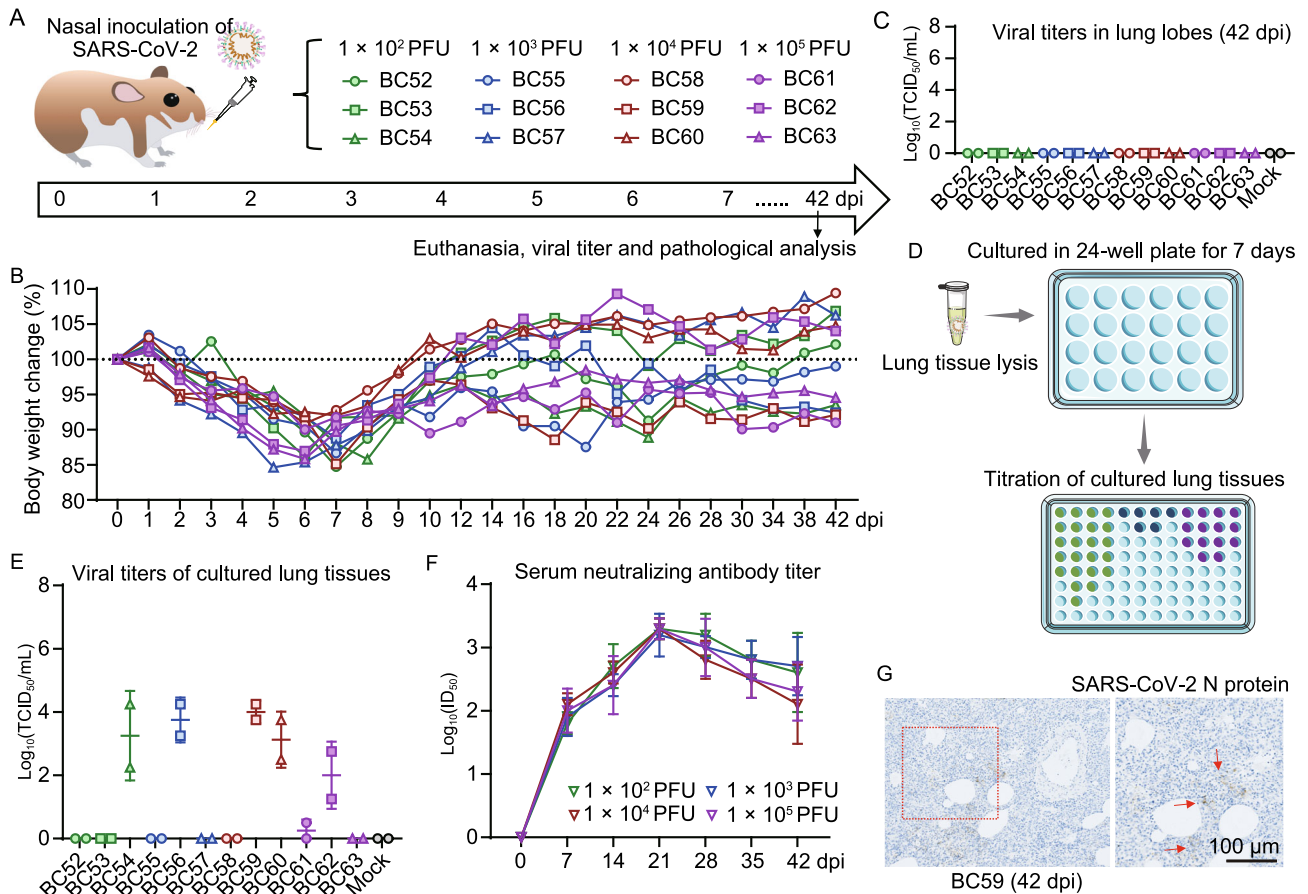 A
Nasal inoculation of
SARS-CoV-2
1 × 10² PFU 1 × 10³ PFU 1 × 10⁴ PFU 1 × 10⁵ PFU
BC52 BC55 BC58 BC61
BC53 BC56 BC59 BC62
BC54 BC57 BC60 BC63
0 1 2 3 4 5 6 7 ...... 42 dpi
Euthanasia, viral titer and pathological analysis
B
Body weight change (%)
110
105
100
95
90
85
80
0 1 2 3 4 5 6 7 8 9 10 12 14 16 18 20 22 24 26 28 30 34 38 42 dpi
C
Viral titers in lung lobes (42 dpi)
Log₁₀(TCID₅₀/mL)
8
6
4
2
0
BC52 BC53 BC54 BC55 BC56 BC57 BC58 BC59 BC60 BC61 BC62 BC63 Mock
D
Cultured in 24-well plate for 7 days
Lung tissue lysis
Titration of cultured lung tissues
E
Viral titers of cultured lung tissues
Log₁₀(TCID₅₀/mL)
8
6
4
2
0
BC52 BC53 BC54 BC55 BC56 BC57 BC58 BC59 BC60 BC61 BC62 BC63 Mock
F
Serum neutralizing antibody titer
Log₁₀(ID₅₀)
4
3
2
1
0
1 × 10² PFU 1 × 10³ PFU
1 × 10⁴ PFU 1 × 10⁵ PFU
0 7 14 21 28 35 42 dpi
G
SARS-CoV-2 N protein
100 µm
BC59 (42 dpi)